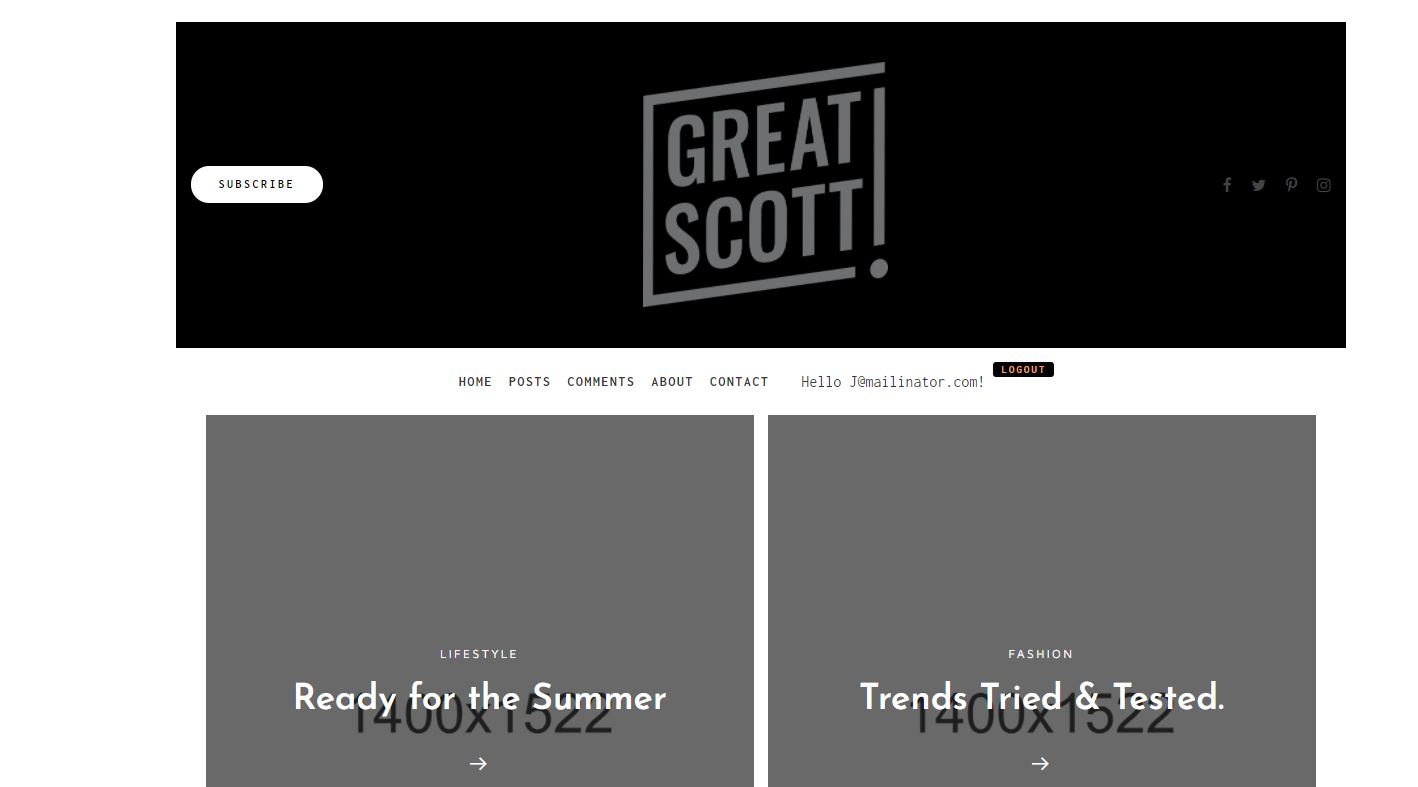 GREAT
SCOTT!
SUBSCRIBE
HOME POSTS COMMENTS ABOUT CONTACT Hello J@mailinator.com! LOGOUT
LIFESTYLE
Ready for the Summer
1400x1522
→
FASHION
Trends Tried & Tested.
1400x1522
→